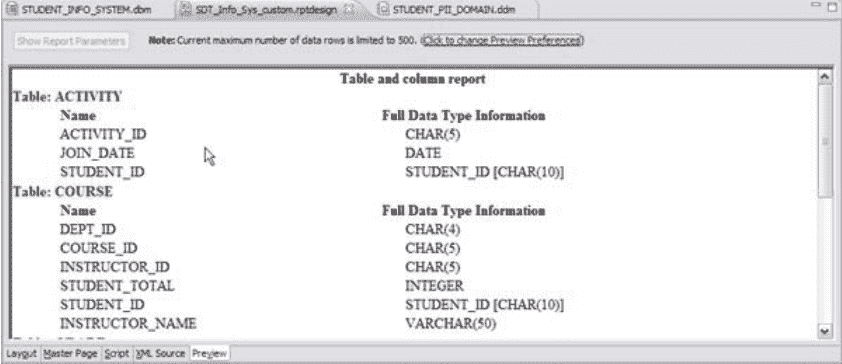 STUDENT_INFO_SYSTEM.dbm SDT_Info_Sys_custom.rptdesign STUDENT_PII_DOMAIN.ddm
Show Report Parameters Note: Current maximum number of data rows is limited to 500. (Click to change Preview Preferences)
Table and column report
Table: ACTIVITY
Name Full Data Type Information
ACTIVITY_ID CHAR(5)
JOIN_DATE DATE
STUDENT_ID STUDENT_ID [CHAR(10)]
Table: COURSE
Name Full Data Type Information
DEPT_ID CHAR(4)
COURSE_ID CHAR(5)
INSTRUCTOR_ID CHAR(5)
STUDENT_TOTAL INTEGER
STUDENT_ID STUDENT_ID [CHAR(10)]
INSTRUCTOR_NAME VARCHAR(50)
Layout Master Page Script XML Source Preview